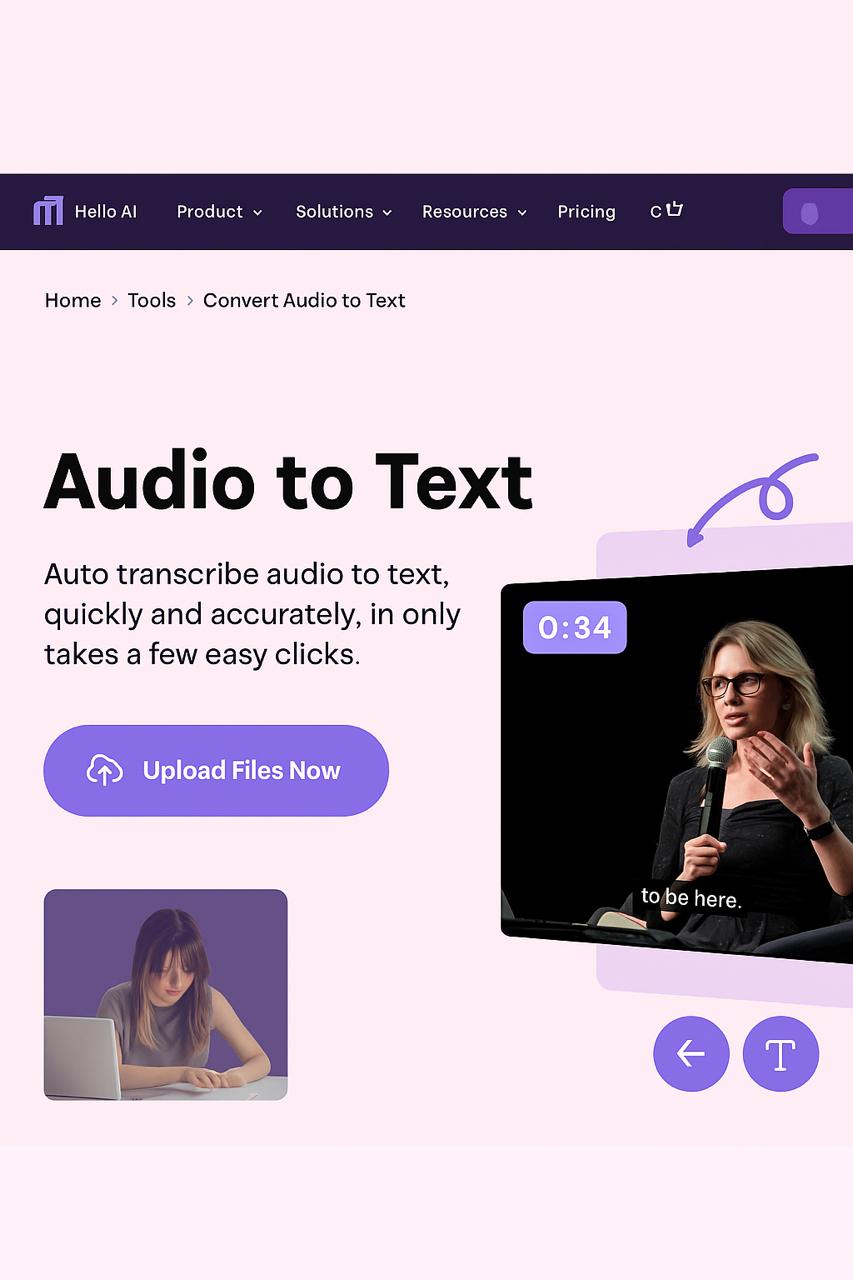 Hello AI Product Solutions Resources Pricing
Home > Tools > Convert Audio to Text
Audio to Text
Auto transcribe audio to text,
quickly and accurately, in only
takes a few easy clicks.
0:34
Upload Files Now
to be here.
T